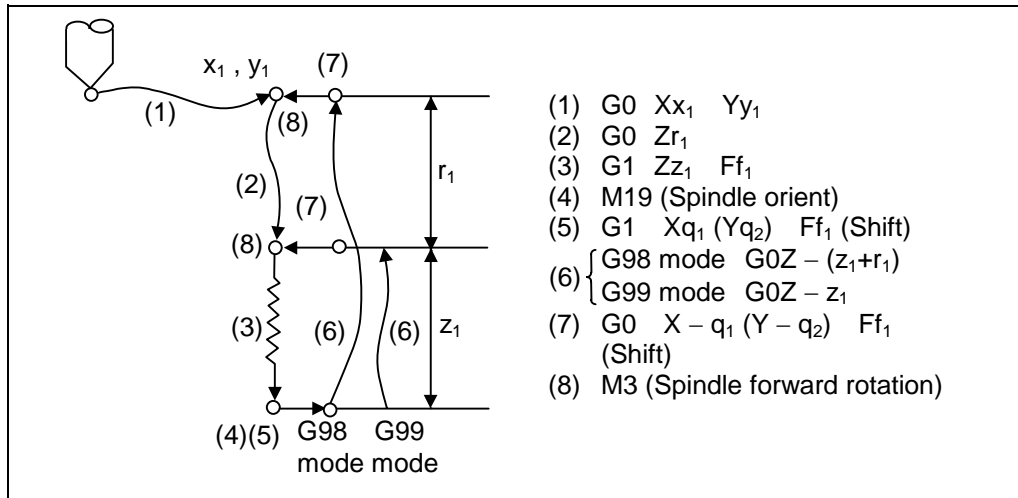 x₁ , y₁
(7)
(1)
(8)
(2)
r₁
(7)
(8)
(3)
(6)
(6)
z₁
(4)(5)
G98 G99
mode mode
(1) G0 Xx₁ Yy₁
(2) G0 Zr₁
(3) G1 Zz₁ Ff₁
(4) M19 (Spindle orient)
(5) G1 Xq₁ (Yq₂) Ff₁ (Shift)
(6) G98 mode G0Z – (z₁+r₁)
G99 mode G0Z – z₁
(7) G0 X – q₁ (Y – q₂) Ff₁
(Shift)
(8) M3 (Spindle forward rotation)